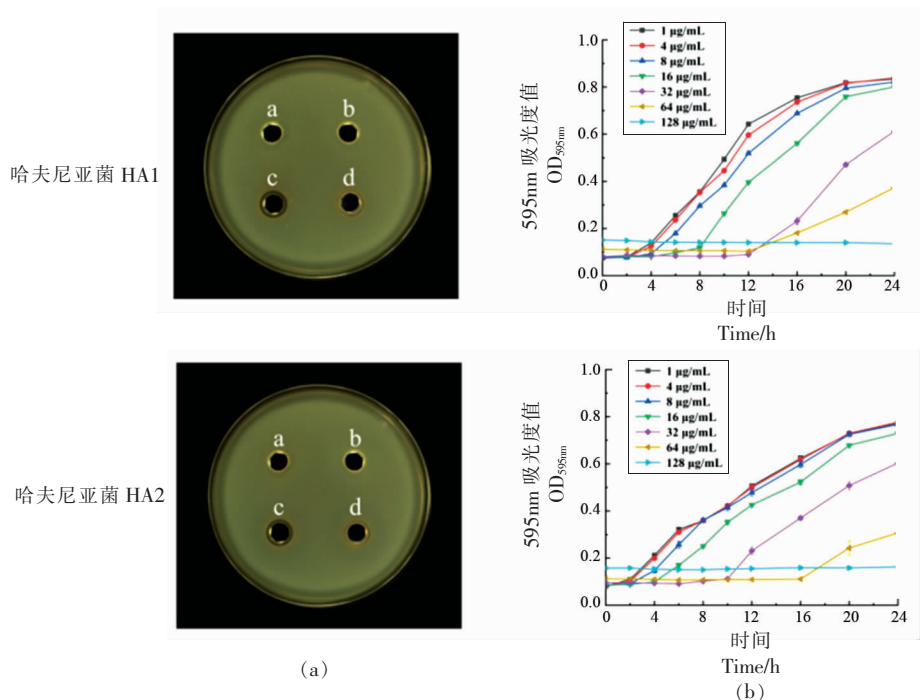 哈夫尼亚菌 HA1
a
b
c
d
595nm 吸光度值
OD595nm
1.0
0.8
0.6
0.4
0.2
0.0
1 μg/mL
4 μg/mL
8 μg/mL
16 μg/mL
32 μg/mL
64 μg/mL
128 μg/mL
0
4
8
12
16
20
24
时间
Time/h
哈夫尼亚菌 HA2
a
b
c
d
595nm 吸光度值
OD595nm
1.0
0.8
0.6
0.4
0.2
0.0
1 μg/mL
4 μg/mL
8 μg/mL
16 μg/mL
32 μg/mL
64 μg/mL
128 μg/mL
0
4
8
12
16
20
24
时间
Time/h
(a)
(b)